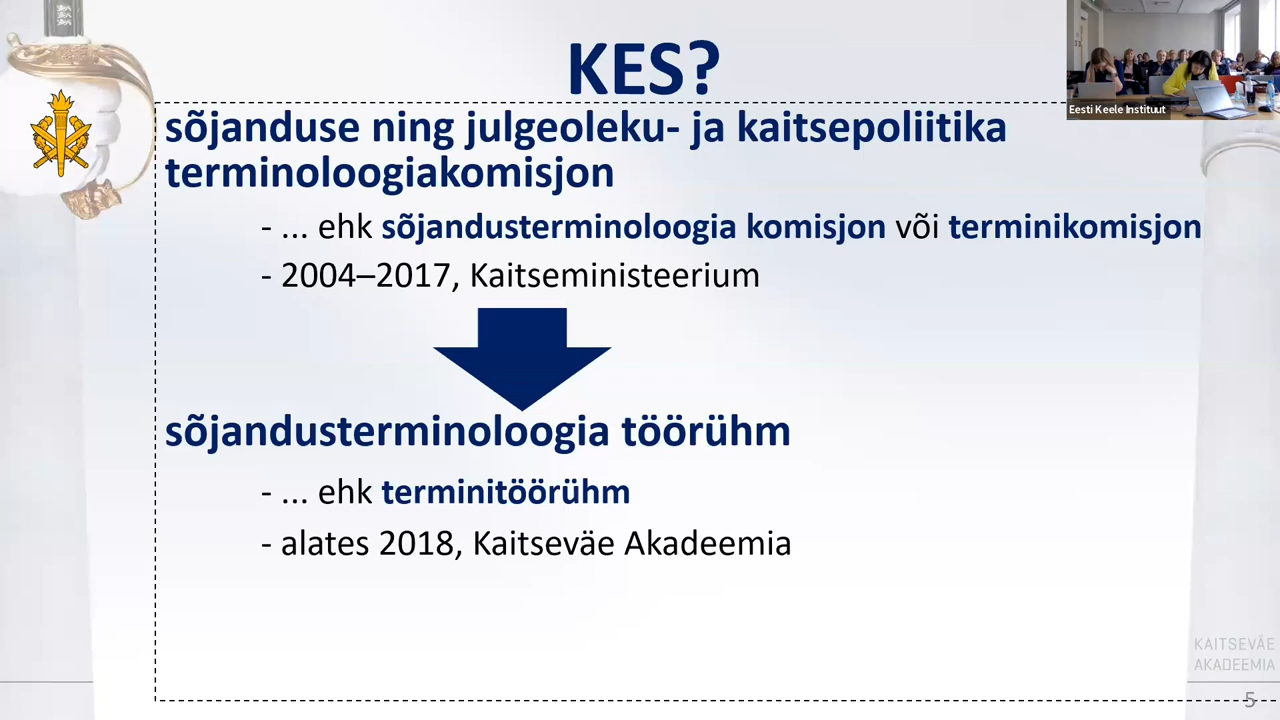 KES?
Eesti Keele Instituut
sõjanduse ning julgeoleku- ja kaitsepoliitika
terminoloogiakomisjon
- ... ehk sõjandusterminoloogia komisjon või terminikomisjon
- 2004–2017, Kaitseministeerium
sõjandusterminoloogia töörühm
- ... ehk terminitöörühm
- alates 2018, Kaitseväe Akadeemia
KAITSEVÄE
AKADEEMIA
5